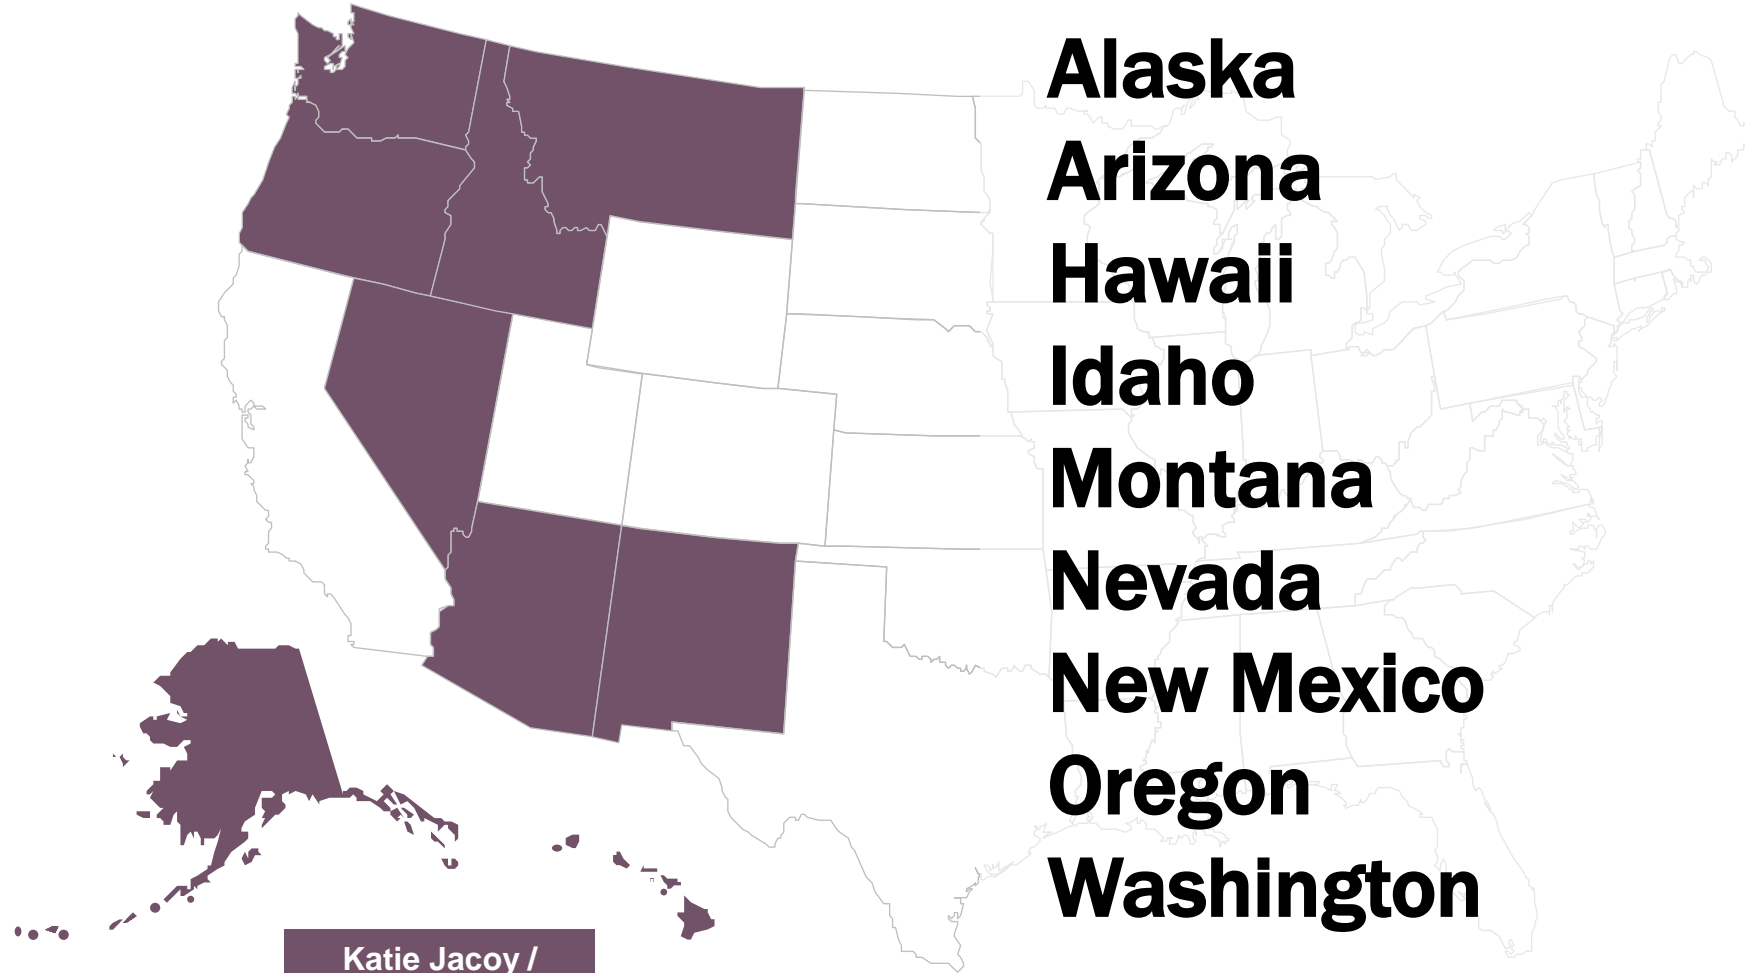 Alaska
Arizona
Hawaii
Idaho
Montana
Nevada
New Mexico
Oregon
Washington
Katie Jacoy /